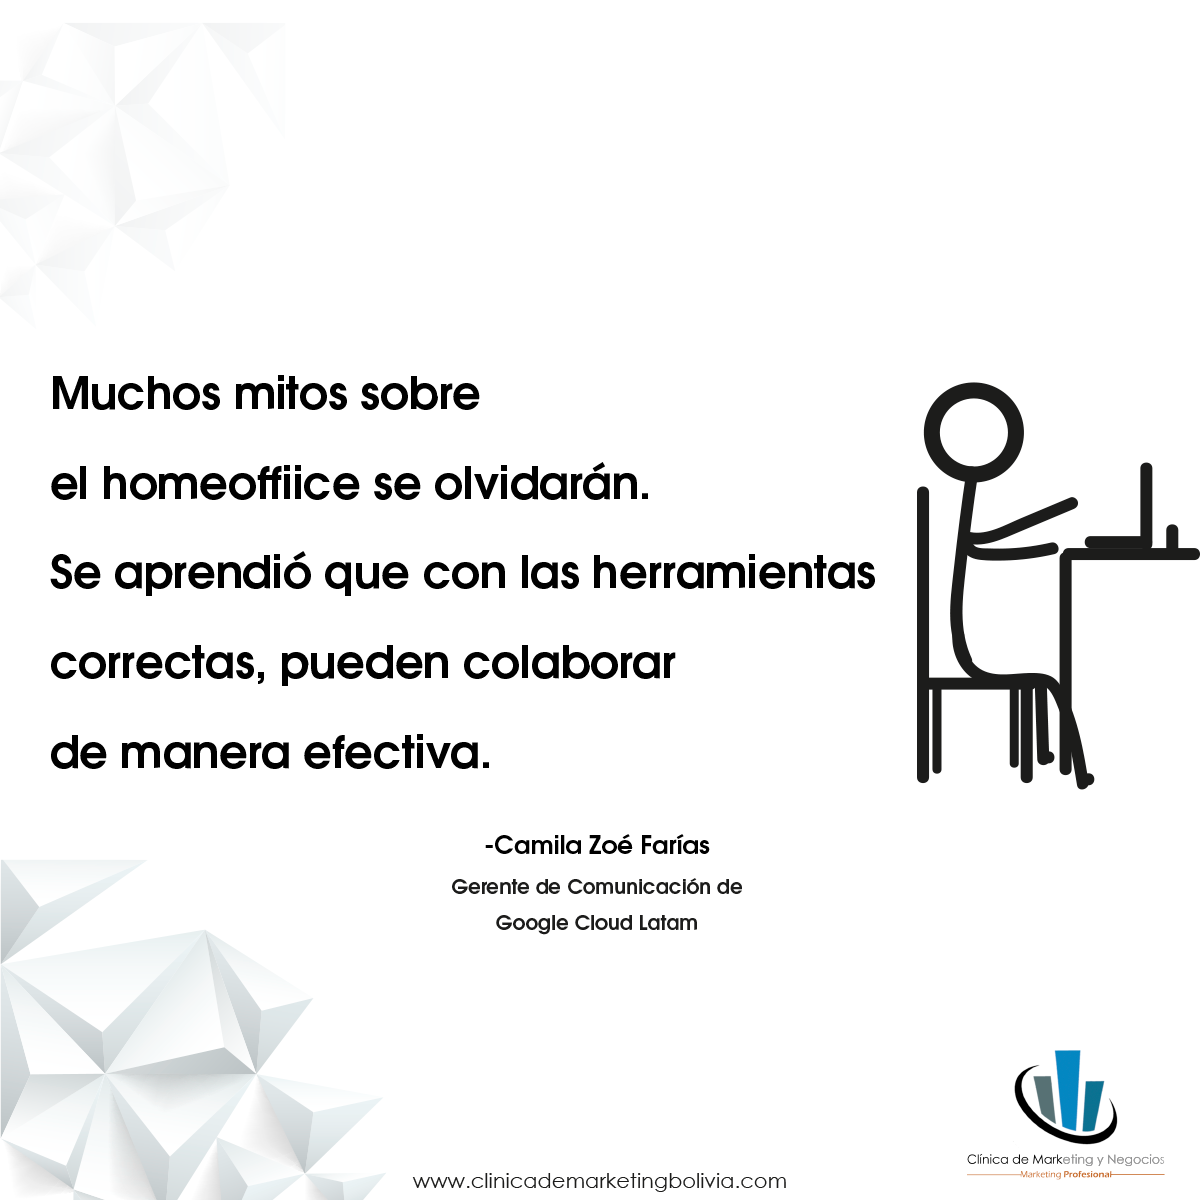 Muchos mitos sobre
el homeoffiice se olvidarán.
Se aprendió que con las herramientas
correctas, pueden colaborar
de manera efectiva.
-Camila Zoé Farías
Gerente de Comunicación de
Google Cloud Latam
Clínica de Marketing y Negocios
Marketing Profesional
www.clinicademarketingbolivia.com